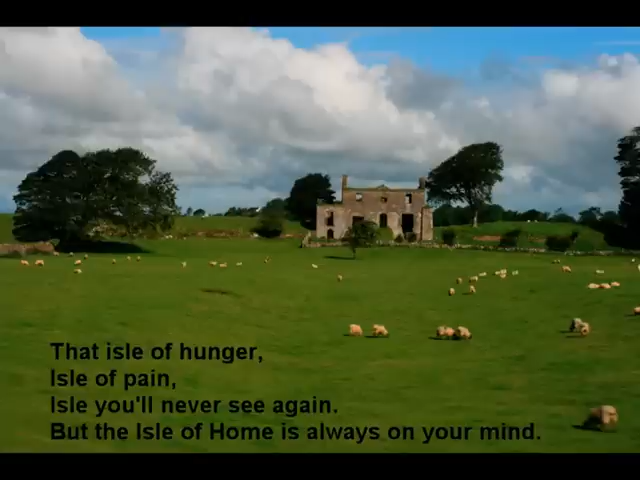 That isle of hunger,
Isle of pain,
Isle you'll never see again.
But the Isle of Home is always on your mind.